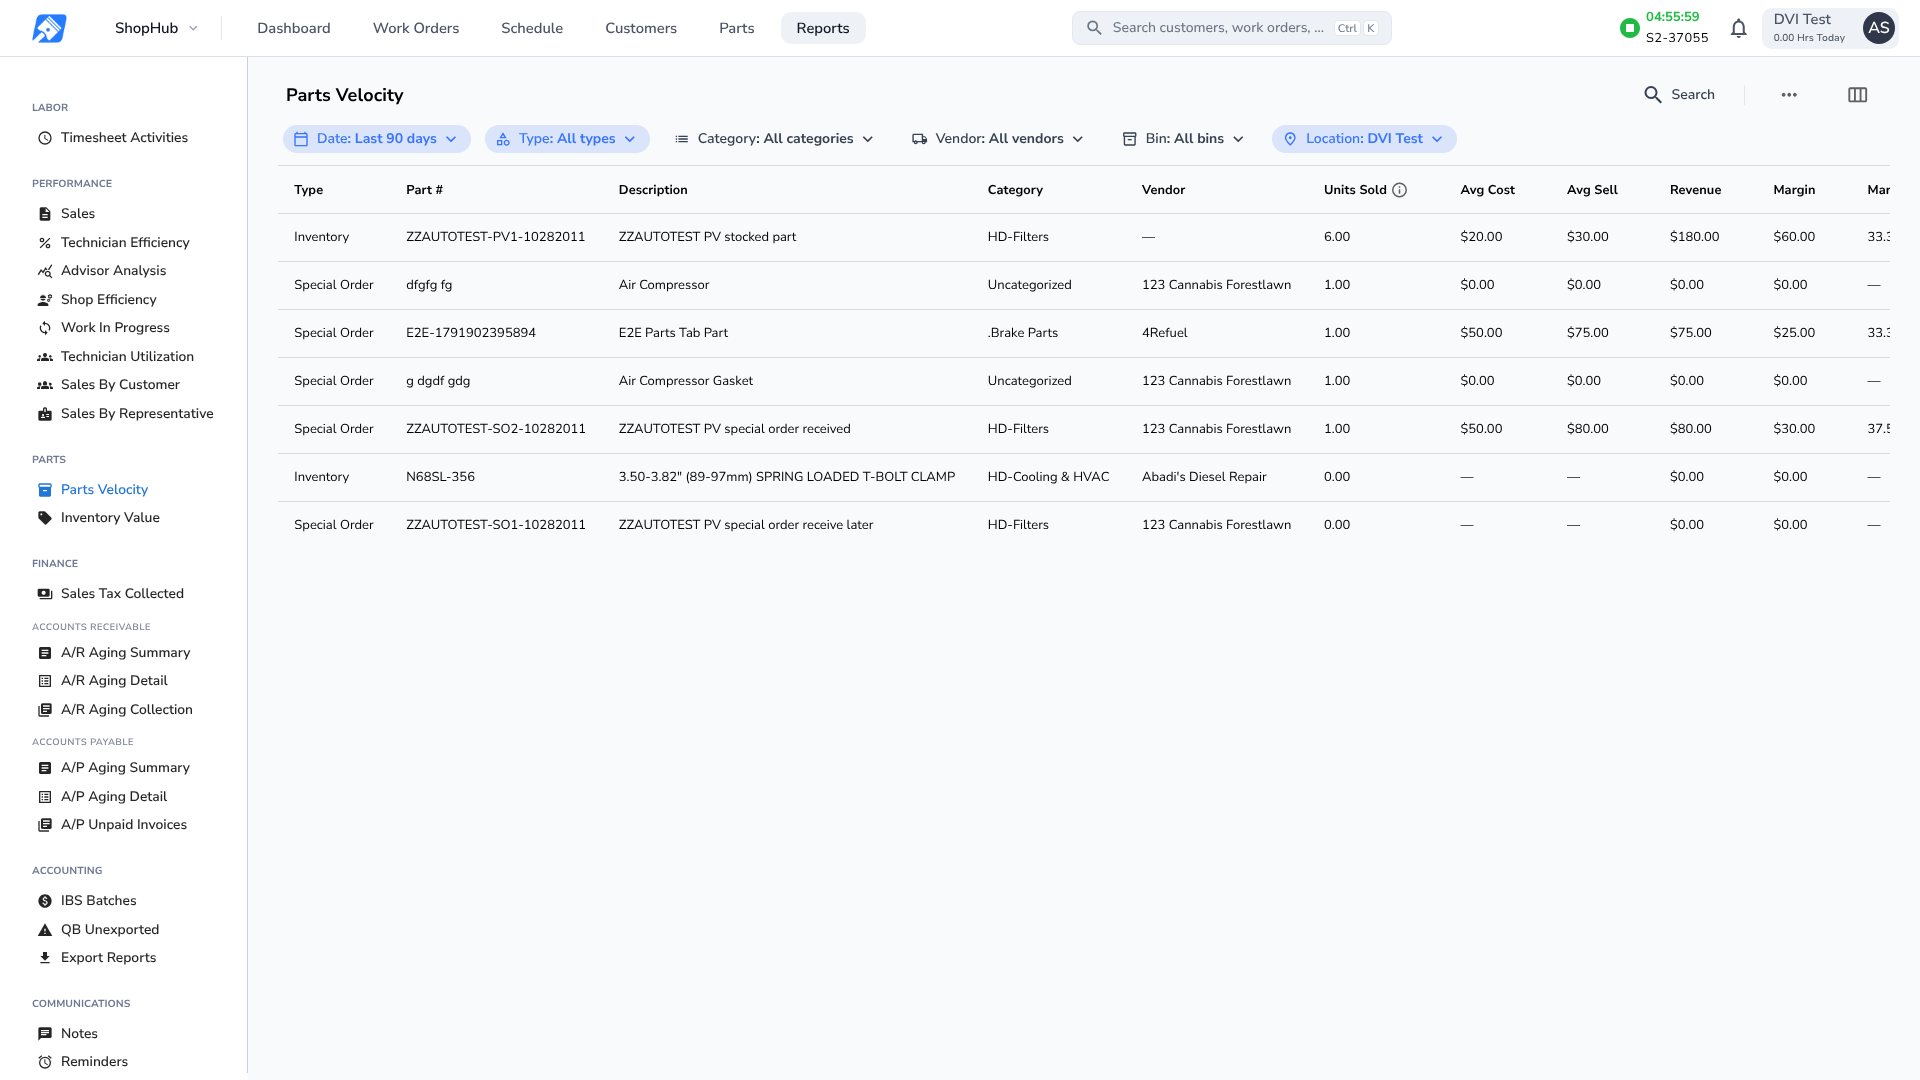 ShopHub
Dashboard
Work Orders
Schedule
Customers
Parts
Reports
Search customers, work orders, ...
Ctrl
K
04:55:59
S2-37055
DVI Test
0.00 Hrs Today
AS
LABOR
Timesheet Activities
PERFORMANCE
Sales
Technician Efficiency
Advisor Analysis
Shop Efficiency
Work In Progress
Technician Utilization
Sales By Customer
Sales By Representative
PARTS
Parts Velocity
Inventory Value
FINANCE
Sales Tax Collected
ACCOUNTS RECEIVABLE
A/R Aging Summary
A/R Aging Detail
A/R Aging Collection
ACCOUNTS PAYABLE
A/P Aging Summary
A/P Aging Detail
A/P Unpaid Invoices
ACCOUNTING
IBS Batches
QB Unexported
Export Reports
COMMUNICATIONS
Notes
Reminders
Parts Velocity
Search
Date: Last 90 days
Type: All types
Category: All categories
Vendor: All vendors
Bin: All bins
Location: DVI Test
Type Part # Description Category Vendor Units Sold Avg Cost Avg Sell Revenue Margin Mar
Inventory ZZAUTOTEST-PV1-10282011 ZZAUTOTEST PV stocked part HD-Filters — 6.00 $20.00 $30.00 $180.00 $60.00 33.3
Special Order dfgfg fg Air Compressor Uncategorized 123 Cannabis Forestlawn 1.00 $0.00 $0.00 $0.00 $0.00 —
Special Order E2E-1791902395894 E2E Parts Tab Part .Brake Parts 4Refuel 1.00 $50.00 $75.00 $75.00 $25.00 33.3
Special Order g dgdf gdg Air Compressor Gasket Uncategorized 123 Cannabis Forestlawn 1.00 $0.00 $0.00 $0.00 $0.00 —
Special Order ZZAUTOTEST-SO2-10282011 ZZAUTOTEST PV special order received HD-Filters 123 Cannabis Forestlawn 1.00 $50.00 $80.00 $80.00 $30.00 37.5
Inventory N68SL-356 3.50-3.82" (89-97mm) SPRING LOADED T-BOLT CLAMP HD-Cooling & HVAC Abadi's Diesel Repair 0.00 — — $0.00 $0.00 —
Special Order ZZAUTOTEST-SO1-10282011 ZZAUTOTEST PV special order receive later HD-Filters 123 Cannabis Forestlawn 0.00 — — $0.00 $0.00 —